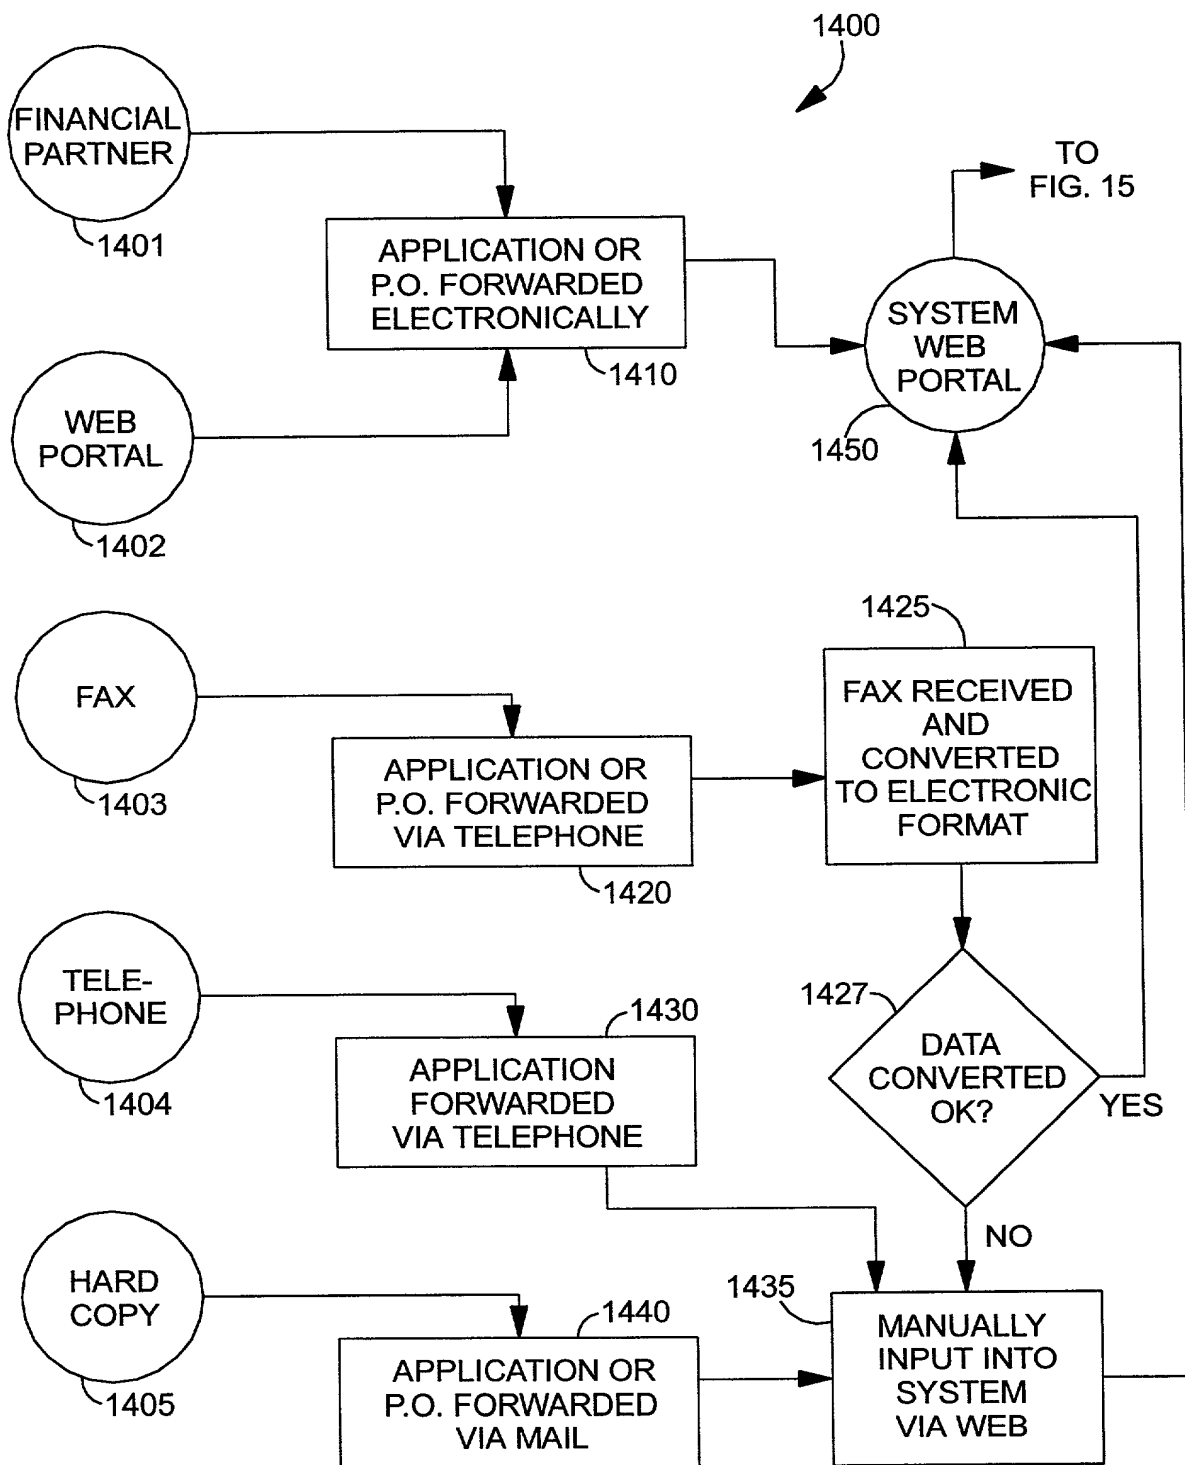 1400
FINANCIAL
PARTNER
1401
TO
FIG. 15
APPLICATION OR
P.O. FORWARDED
ELECTRONICALLY
1410
SYSTEM
WEB
PORTAL
1450
WEB
PORTAL
1402
FAX
1403
APPLICATION OR
P.O. FORWARDED
VIA TELEPHONE
1420
1425
FAX RECEIVED
AND
CONVERTED
TO ELECTRONIC
FORMAT
TELE-
PHONE
1404
1430
APPLICATION
FORWARDED
VIA TELEPHONE
1427
DATA
CONVERTED
OK?
YES
NO
HARD
COPY
1405
1440
APPLICATION OR
P.O. FORWARDED
VIA MAIL
1435
MANUALLY
INPUT INTO
SYSTEM
VIA WEB